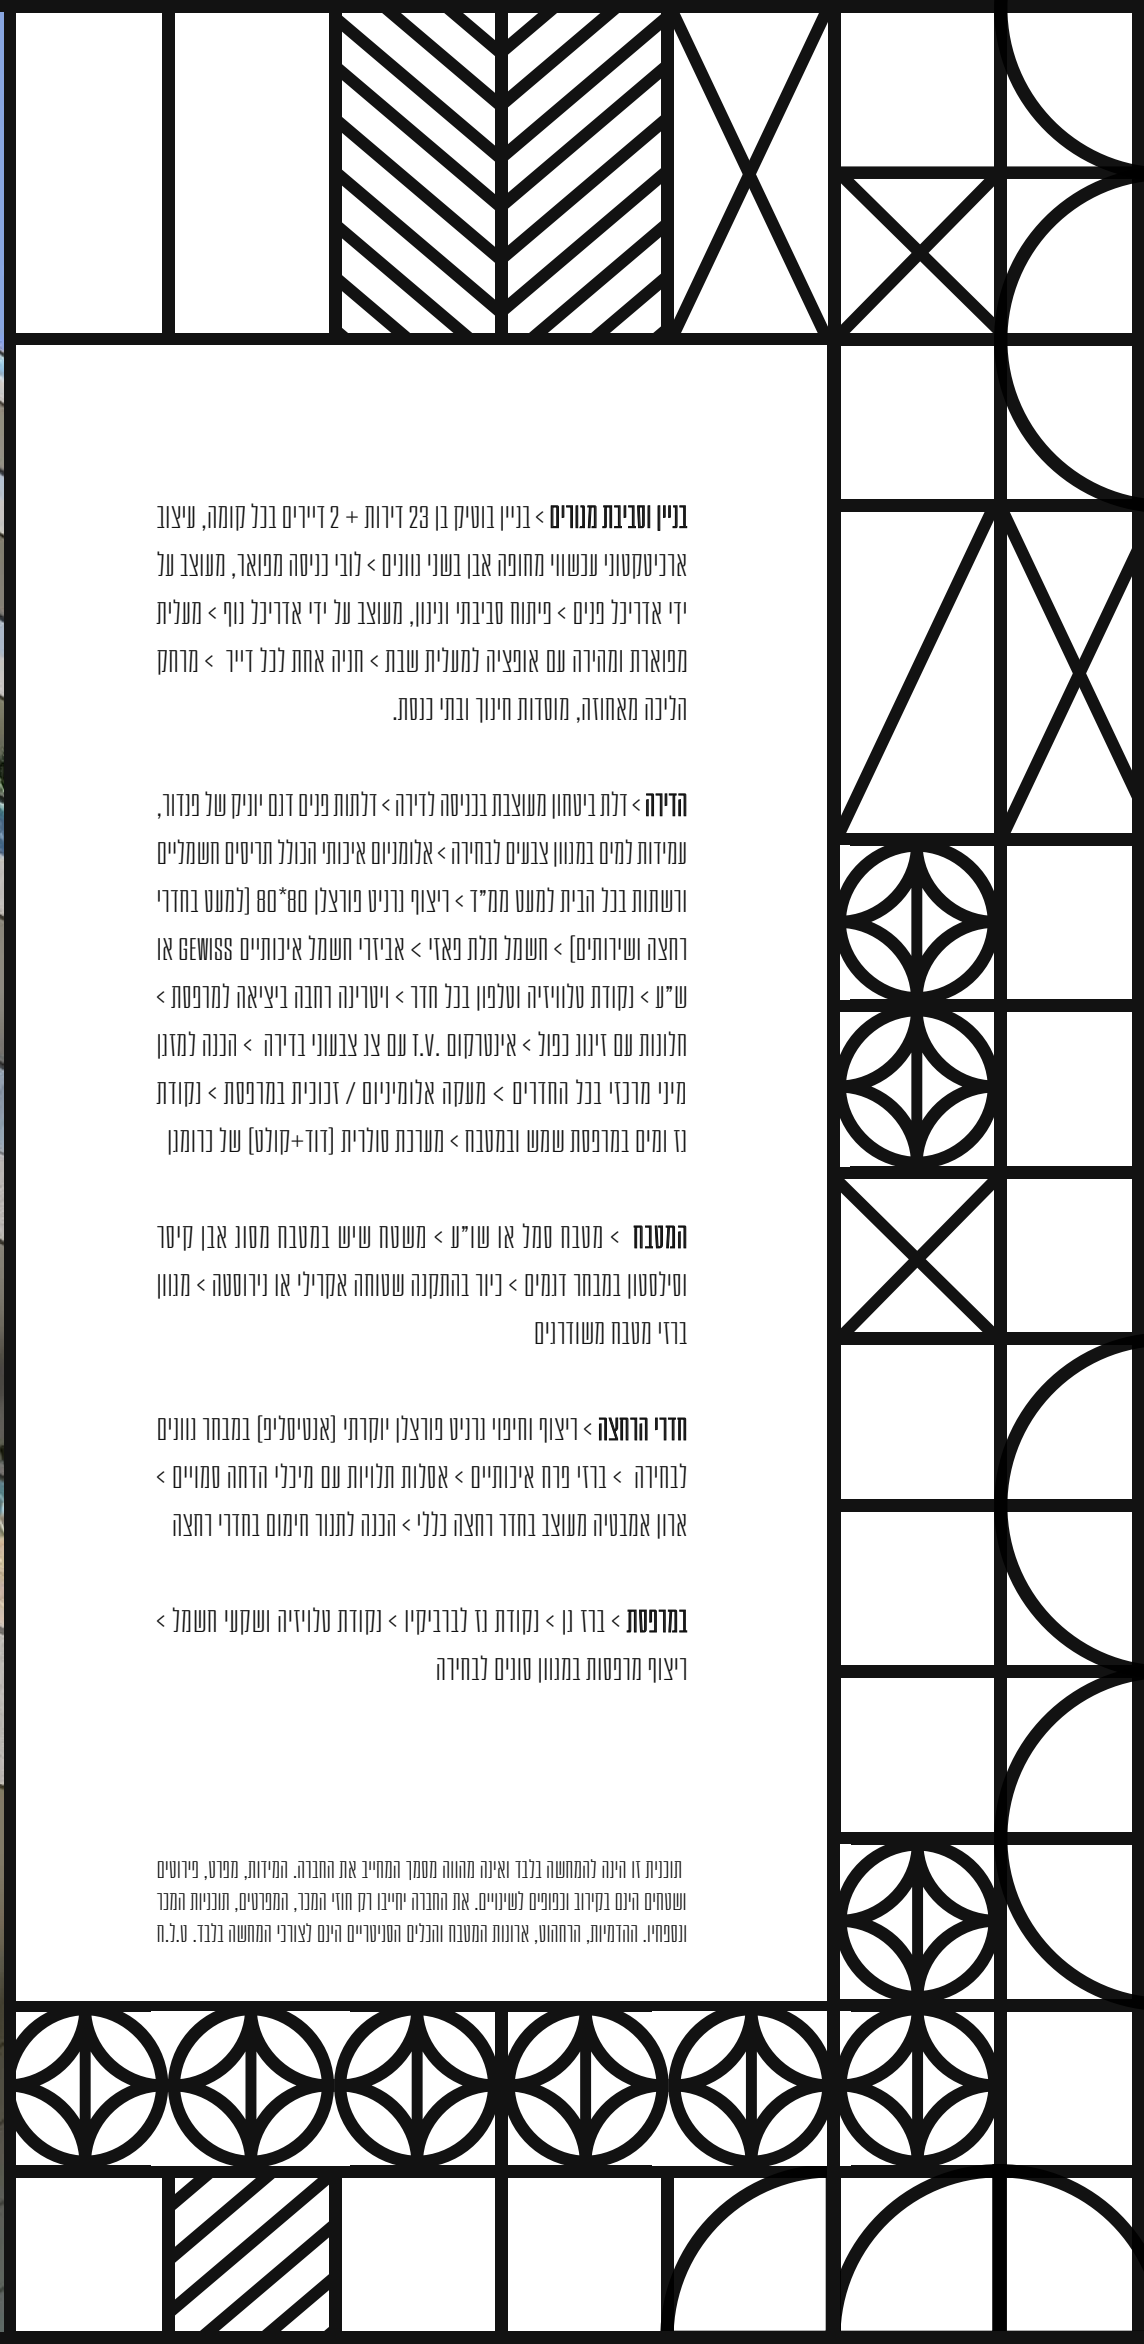 בניין וסביבת מגורים > בניין בוטיק בן 23 דירות + 2 דיירים בכל קומה, עיצוב
ארכיטקטוני עכשווי מחופה אבן בשני גוונים > לובי כניסה מפואר, מעוצב על
ידי אדריכל פנים > פיתוח סביבתי וגינון, מעוצב על ידי אדריכל נוף > מעלית
מפוארת ומהירה עם אופציה למעלית שבת > חניה אחת לכל דייר > מרחק
הליכה מאחוזה, מוסדות חינוך ובתי כנסת.
הדירה > דלת ביטחון מעוצבת בכניסה לדירה > דלתות פנים דגם יוניק של פנדור,
עמידות למים במגוון צבעים לבחירה > אלומניום איכותי הכולל תריסים חשמליים
ורשתות בכל הבית למעט ממ"ד > ריצוף גרניט פורצלן 80*80 (למעט בחדרי
רחצה ושירותים) > חשמל תלת פאזי > אביזרי חשמל איכותיים GEWISS או
ש"ע > נקודת טלוויזיה וטלפון בכל חדר > ויטרינה רחבה ביציאה למרפסת >
חלונות עם זיגוג כפול > אינטרקום .T.V עם צג צבעוני בדירה > הכנה למזגן
מיני מרכזי בכל החדרים > מעקה אלומיניום / זכוכית במרפסת > נקודת
גז ומים במרפסת שמש ובמטבח > מערכת סולרית (דוד+קולט) של כרומגן
המטבח > מטבח סמל או שו"ע > משטח שיש במטבח מסוג אבן קיסר
וסילסטון במבחר דגמים > כיור בהתקנה שטוחה אקרילי או נירוסטה > מגוון
ברזי מטבח משודרגים
חדרי הרחצה > ריצוף וחיפוי גרניט פורצלן יוקרתי (אנטיסליפ) במבחר גוונים
לבחירה > ברזי פרח איכותיים > אסלות תלויות עם מיכלי הדחה סמויים >
ארון אמבטיה מעוצב בחדר רחצה כללי > הכנה לתנור חימום בחדרי רחצה
במרפסת > ברז גן > נקודת גז לברביקיו > נקודת טלויזיה ושקעי חשמל >
ריצוף מרפסות במגוון סוגים לבחירה
תוכנית זו הינה להמחשה בלבד ואינה מהווה מסמך המחייב את החברה. המידות, מפרט, פירוטים
ושטחים הינם בקירוב וכפופים לשינויים. את החברה יחייבו רק חוזי המכר, המפרטים, תוכניות המכר
ונספחיו. ההדמיות, הריהוט, ארונות המטבח והכלים הסניטריים הינם לצורכי המחשה בלבד. ט.ל.ח